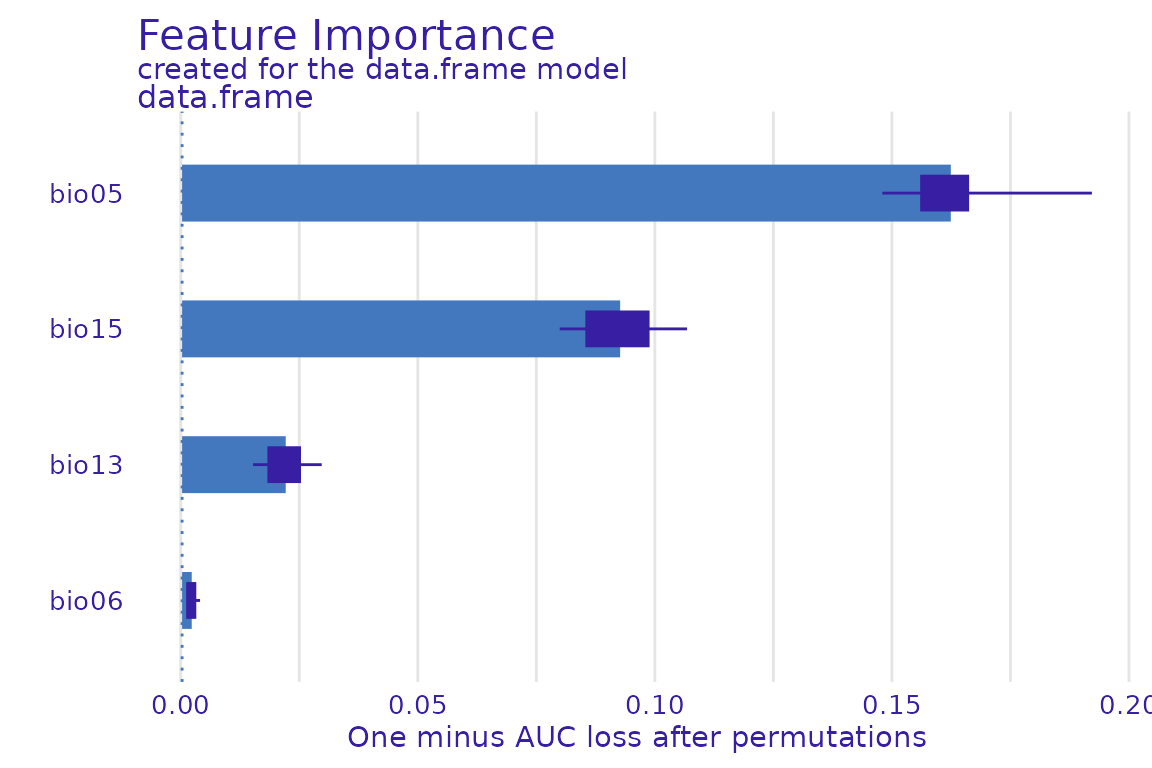 Feature Importance
created for the data.frame model
data.frame
bio05
bio15
bio13
bio06
0.00 0.05 0.10 0.15 0.20
One minus AUC loss after permutations